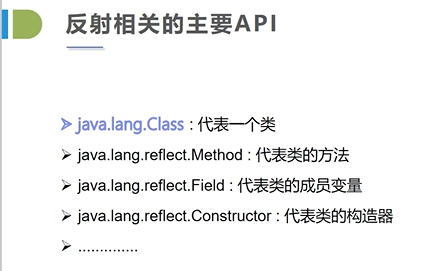 反射相关的主要API
➢ java.lang.Class : 代表一个类
➢ java.lang.reflect.Method : 代表类的方法
➢ java.lang.reflect.Field : 代表类的成员变量
➢ java.lang.reflect.Constructor : 代表类的构造器
➢ ..............